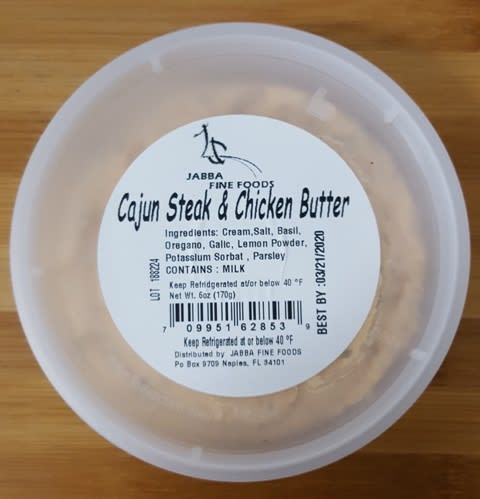 JABBA
FINE FOODS
Cajun Steak & Chicken Butter
Ingredients: Cream,Salt, Basil,
Oregano, Galic, Lemon Powder,
Potassium Sorbat , Parsley
CONTAINS : MILK
Keep Refridgerated at/or below 40 °F
Net Wt. 6oz (170g)
LOT 188224
BEST BY :03/21/2020
7 09951 62853 9
Keep Refrigerated at or below 40 °F
Distributed by JABBA FINE FOODS
Po Box 9709 Naples, FL 34101